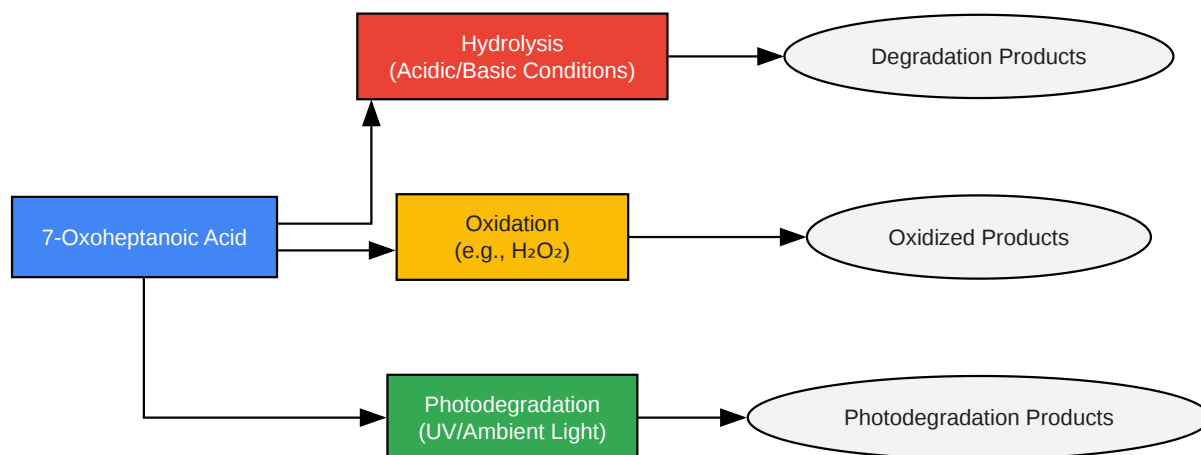 Hydrolysis
(Acidic/Basic Conditions)
Degradation Products
7-Oxoheptanoic Acid
Oxidation
(e.g., H₂O₂)
Oxidized Products
Photodegradation
(UV/Ambient Light)
Photodegradation Products